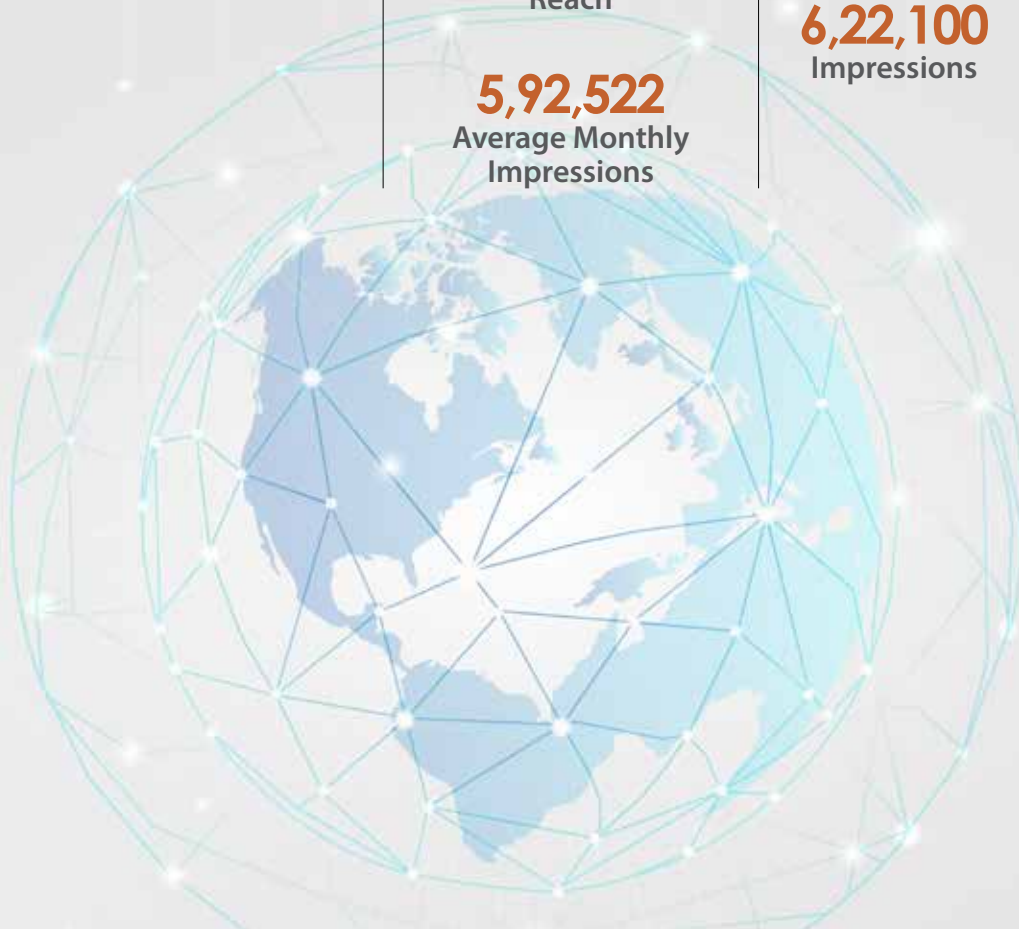 Reach
5,92,522
Average Monthly
Impressions
6,22,100
Impressions